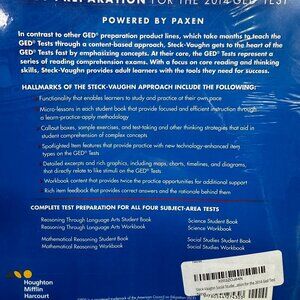 PREPARATION FOR THE 2014 GED® TEST
POWERED BY PAXEN
In contrast to other GED® preparation product lines, which take months to teach the
GED® Tests through a content-based approach, Steck-Vaughn gets to the heart of the
GED® Tests fast by emphasizing concepts. At their core, the GED® Tests represent a
series of reading comprehension exams. With a focus on core reading and thinking
skills, Steck-Vaughn provides adult learners with the tools they need for success.
HALLMARKS OF THE STECK-VAUGHN APPROACH INCLUDE THE FOLLOWING:
• Functionality that enables learners to study and practice at their own pace
• Micro-lessons in each student book that provide focused and efficient instruction through
a learn-practice-apply methodology
• Callout boxes, sample exercises, and test-taking and other thinking strategies that aid in
student comprehension of complex concepts
• Spotlighted Item features that provide practice with new technology-enhanced item
types on the GED® Tests
• Detailed excerpts and rich graphics, including maps, charts, timelines, and diagrams,
that directly relate to like stimuli on the GED® Tests
• Workbook content that provides twice the practice opportunities for additional support
• Rich item feedback that provides correct answers and the rationale behind them
COMPLETE TEST PREPARATION FOR ALL FOUR SUBJECT-AREA TESTS
Reasoning Through Language Arts Student Book
Reasoning Through Language Arts Workbook
Mathematical Reasoning Student Book
Mathematical Reasoning Workbook
Science Student Book
Science Workbook
Social Studies Student Book
Social Studies Workbook
Houghton
Mifflin
Harcourt